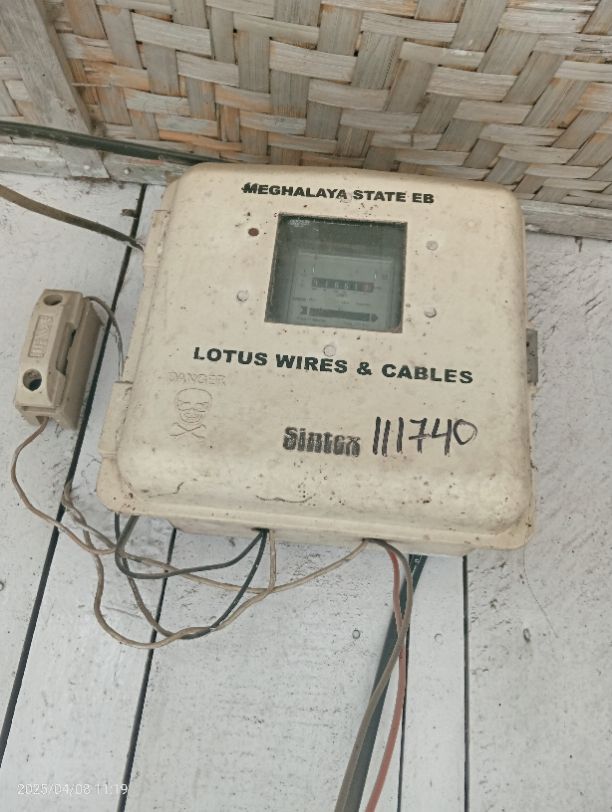 MEGHALAYA STATE EB
LOTUS WIRES & CABLES
DANGER
Sintex 111740
2025/04/08 11:19